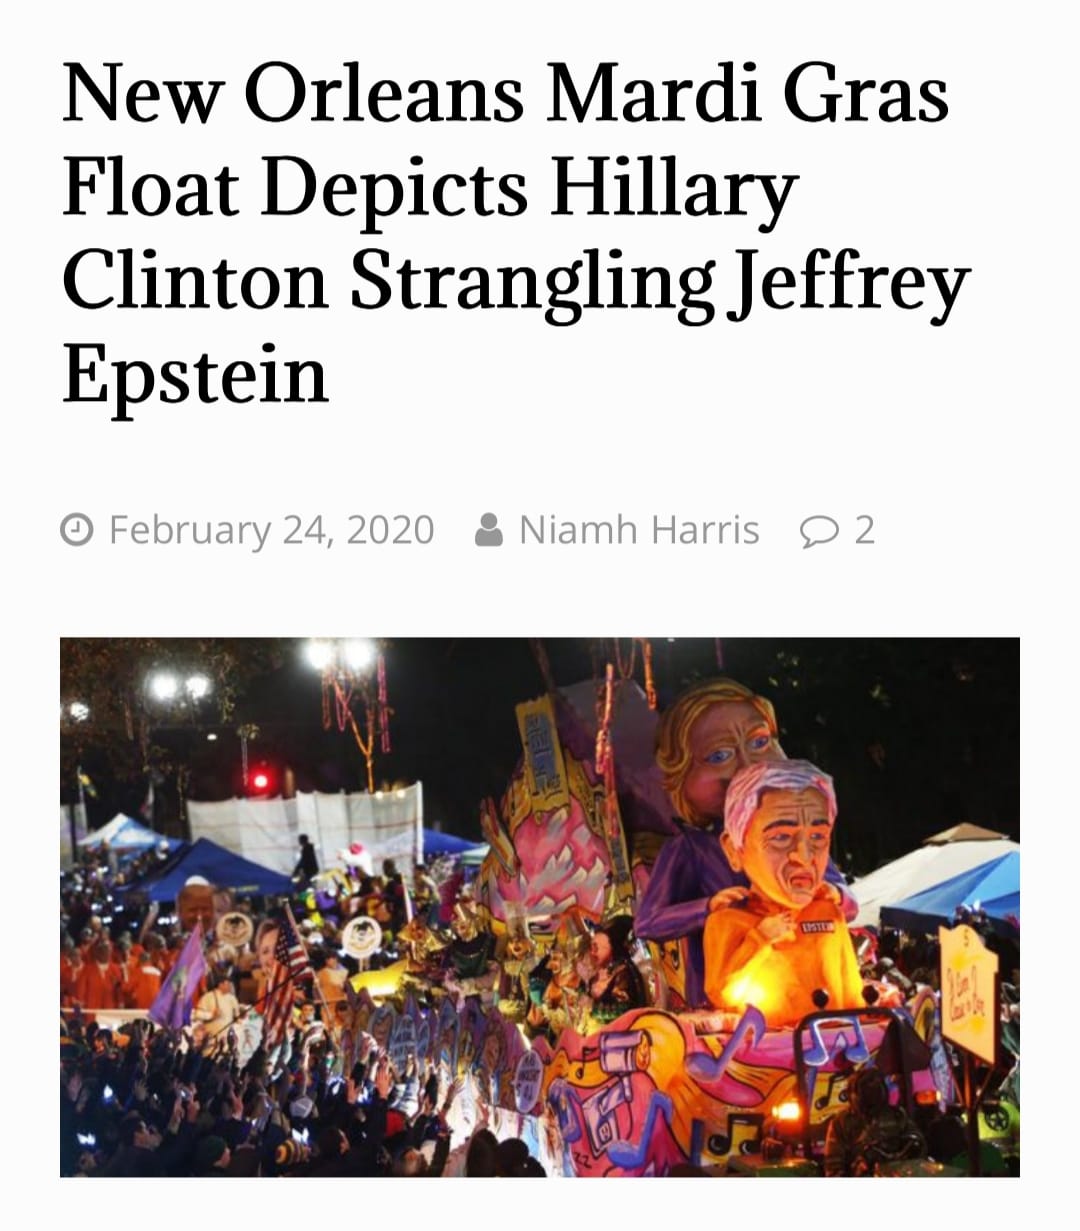 New Orleans Mardi Gras
Float Depicts Hillary
Clinton Strangling Jeffrey
Epstein
February 24, 2020 Niamh Harris 2
EPSTEIN